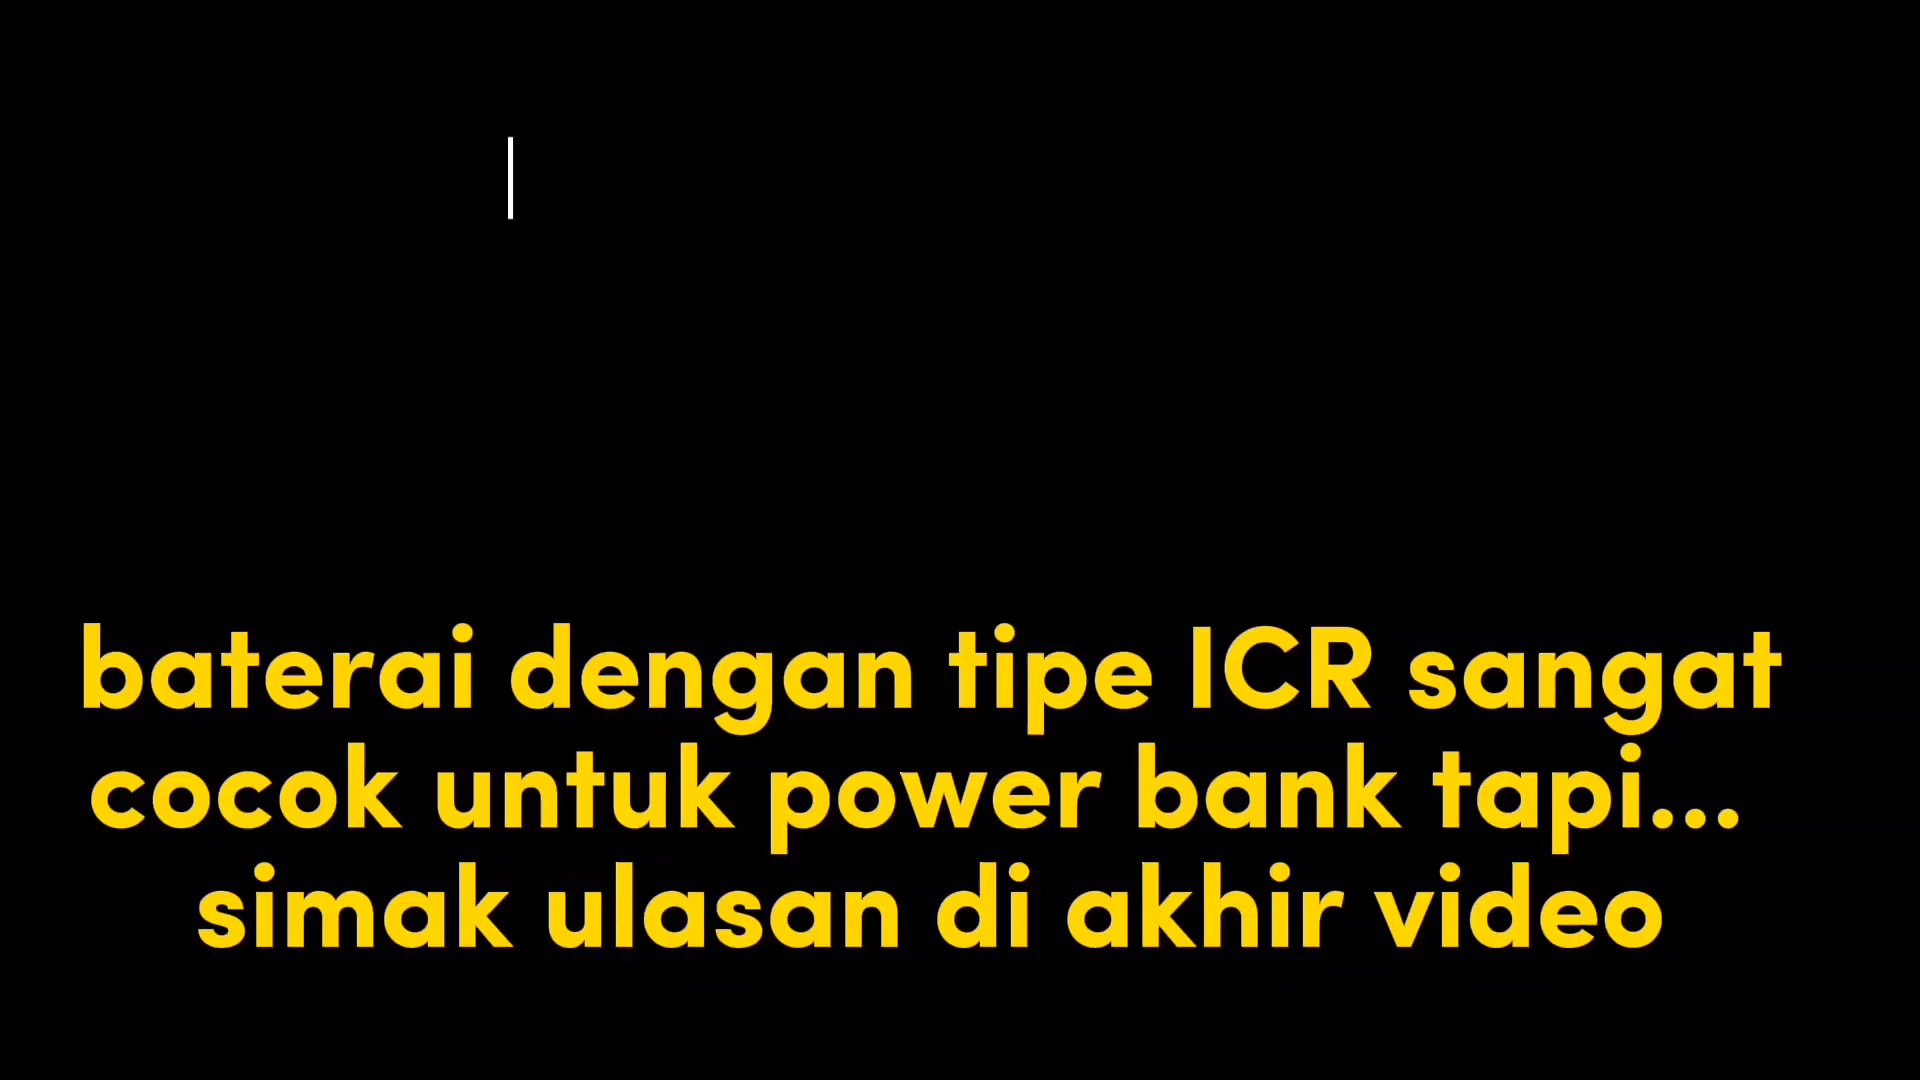 baterai dengan tipe ICR sangat
cocok untuk power bank tapi...
simak ulasan di akhir video